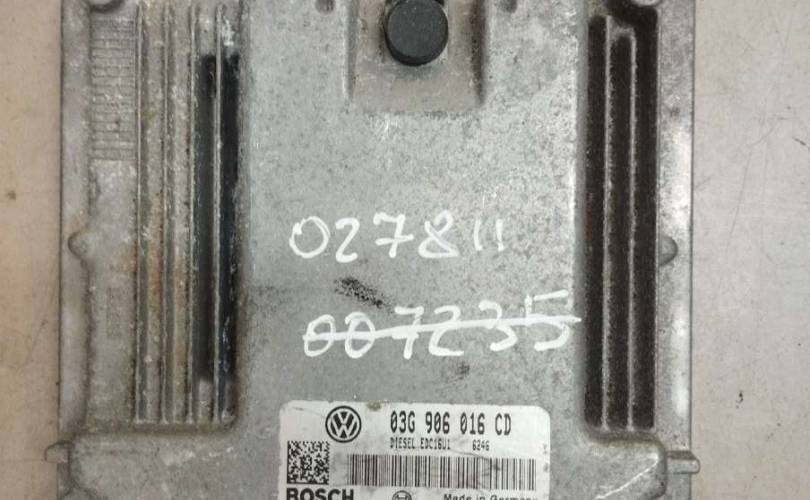 027811
007235
03G 906 016 CD
DIESEL EDC16U1 6246
BOSCH Made in Germany